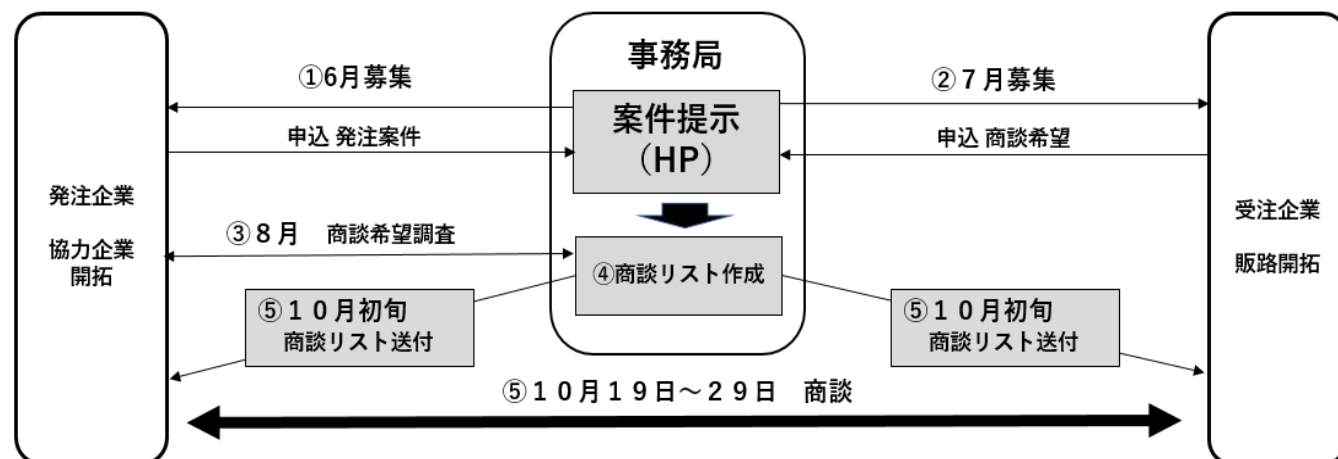 事務局
①6月募集
②７月募集
案件提示
（HP）
申込 発注案件
申込 商談希望
発注企業
協力企業
開拓
受注企業
販路開拓
③８月　商談希望調査
④商談リスト作成
⑤１０月初旬
商談リスト送付
⑤１０月初旬
商談リスト送付
⑤１０月１９日～２９日　商談